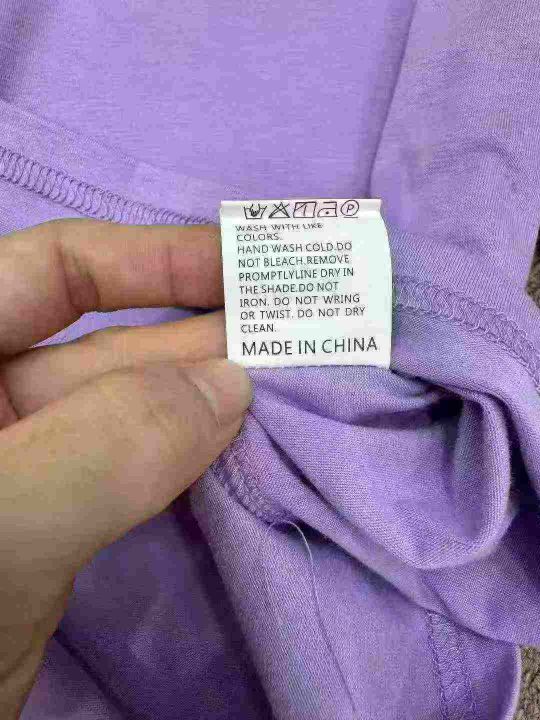 WASH WITH LIKE
COLORS.
HAND WASH COLD.DO
NOT BLEACH.REMOVE
PROMPTLYLINE DRY IN
THE SHADE.DO NOT
IRON. DO NOT WRING
OR TWIST. DO NOT DRY
CLEAN.
MADE IN CHINA